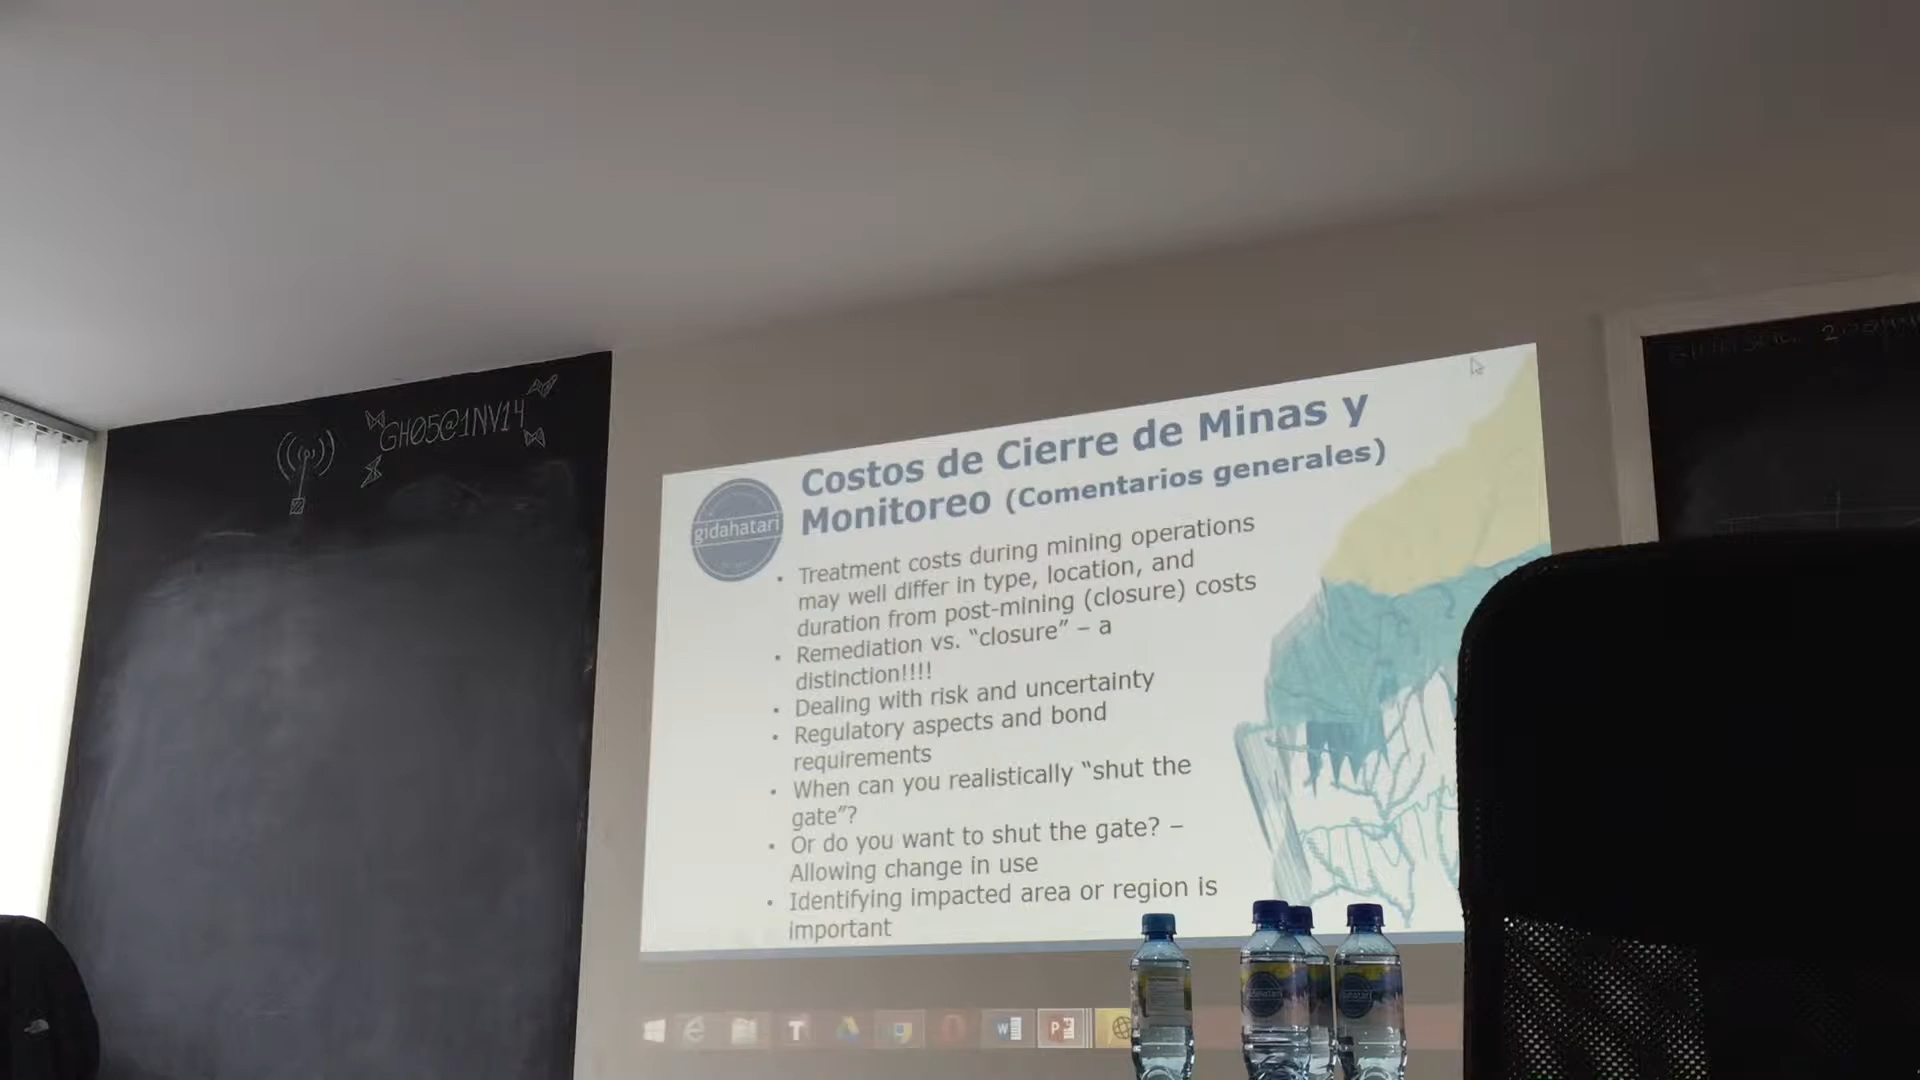 GH05@1NV14
Costos de Cierre de Minas y
Monitoreo (Comentarios generales)
gidahatari
• Treatment costs during mining operations
may well differ in type, location, and
duration from post-mining (closure) costs
• Remediation vs. “closure” – a
distinction!!!!
• Dealing with risk and uncertainty
• Regulatory aspects and bond
requirements
• When can you realistically “shut the
gate”?
• Or do you want to shut the gate? –
Allowing change in use
• Identifying impacted area or region is
important
gidahatari
gidahatari